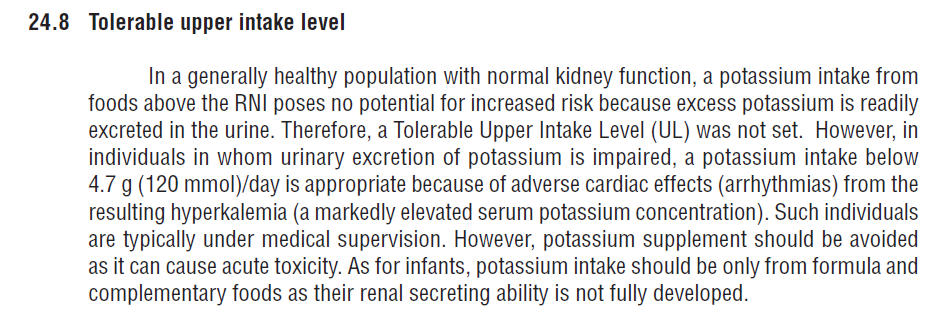 24.8 Tolerable upper intake level
In a generally healthy population with normal kidney function, a potassium intake from
foods above the RNI poses no potential for increased risk because excess potassium is readily
excreted in the urine. Therefore, a Tolerable Upper Intake Level (UL) was not set. However, in
individuals in whom urinary excretion of potassium is impaired, a potassium intake below
4.7 g (120 mmol)/day is appropriate because of adverse cardiac effects (arrhythmias) from the
resulting hyperkalemia (a markedly elevated serum potassium concentration). Such individuals
are typically under medical supervision. However, potassium supplement should be avoided
as it can cause acute toxicity. As for infants, potassium intake should be only from formula and
complementary foods as their renal secreting ability is not fully developed.